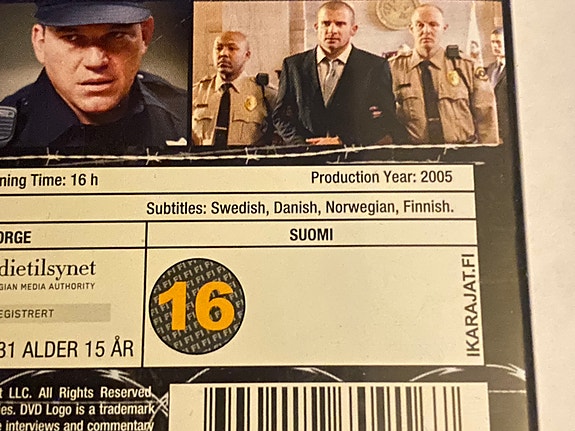 ning Time: 16 h
Production Year: 2005
Subtitles: Swedish, Danish, Norwegian, Finnish.
ORGE
SUOMI
dietilsynet
GIAN MEDIA AUTHORITY
EGISTRERT
31 ALDER 15 ÅR
16
IKARAJAT.FI
t LLC. All Rights Reserved
es. DVD Logo is a trademark
e interviews and commentary